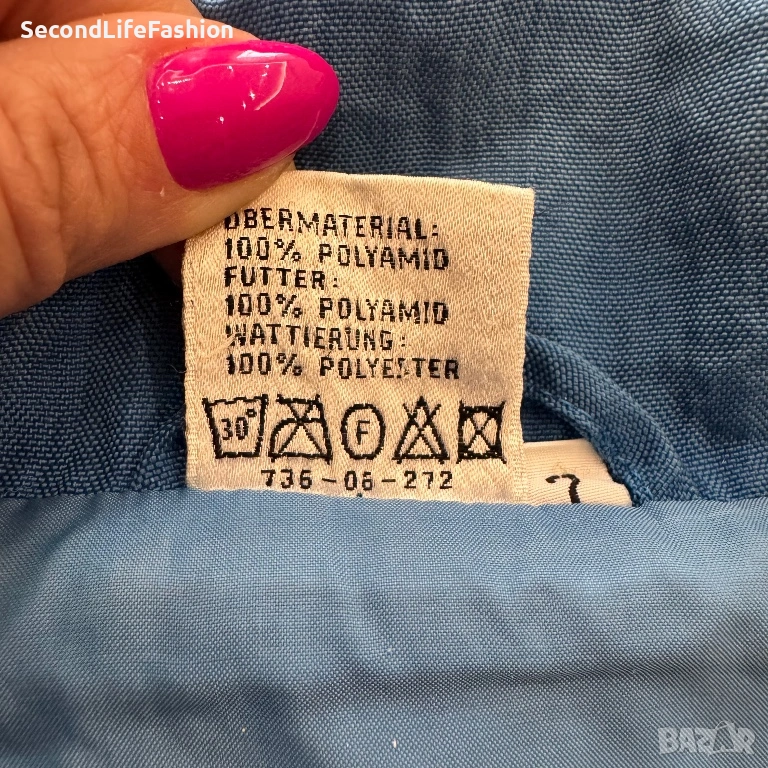 SecondLifeFashion
OBERMATERIAL:
100% POLYAMID
FUTTER:
100% POLYAMID
WATTIERUNG:
100% POLYESTER
30°
F
736-06-272
BAZAR